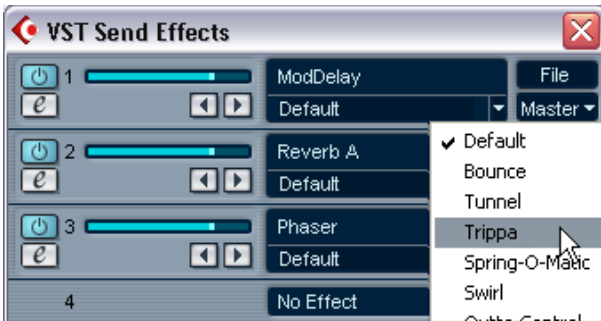 VST Send Effects
1 ModDelay File
e Default Master
2 Reverb A
e Default
3 Phaser
e Default
4 No Effect
Default
Bounce
Tunnel
Trippa
Spring-O-Matic
Swirl